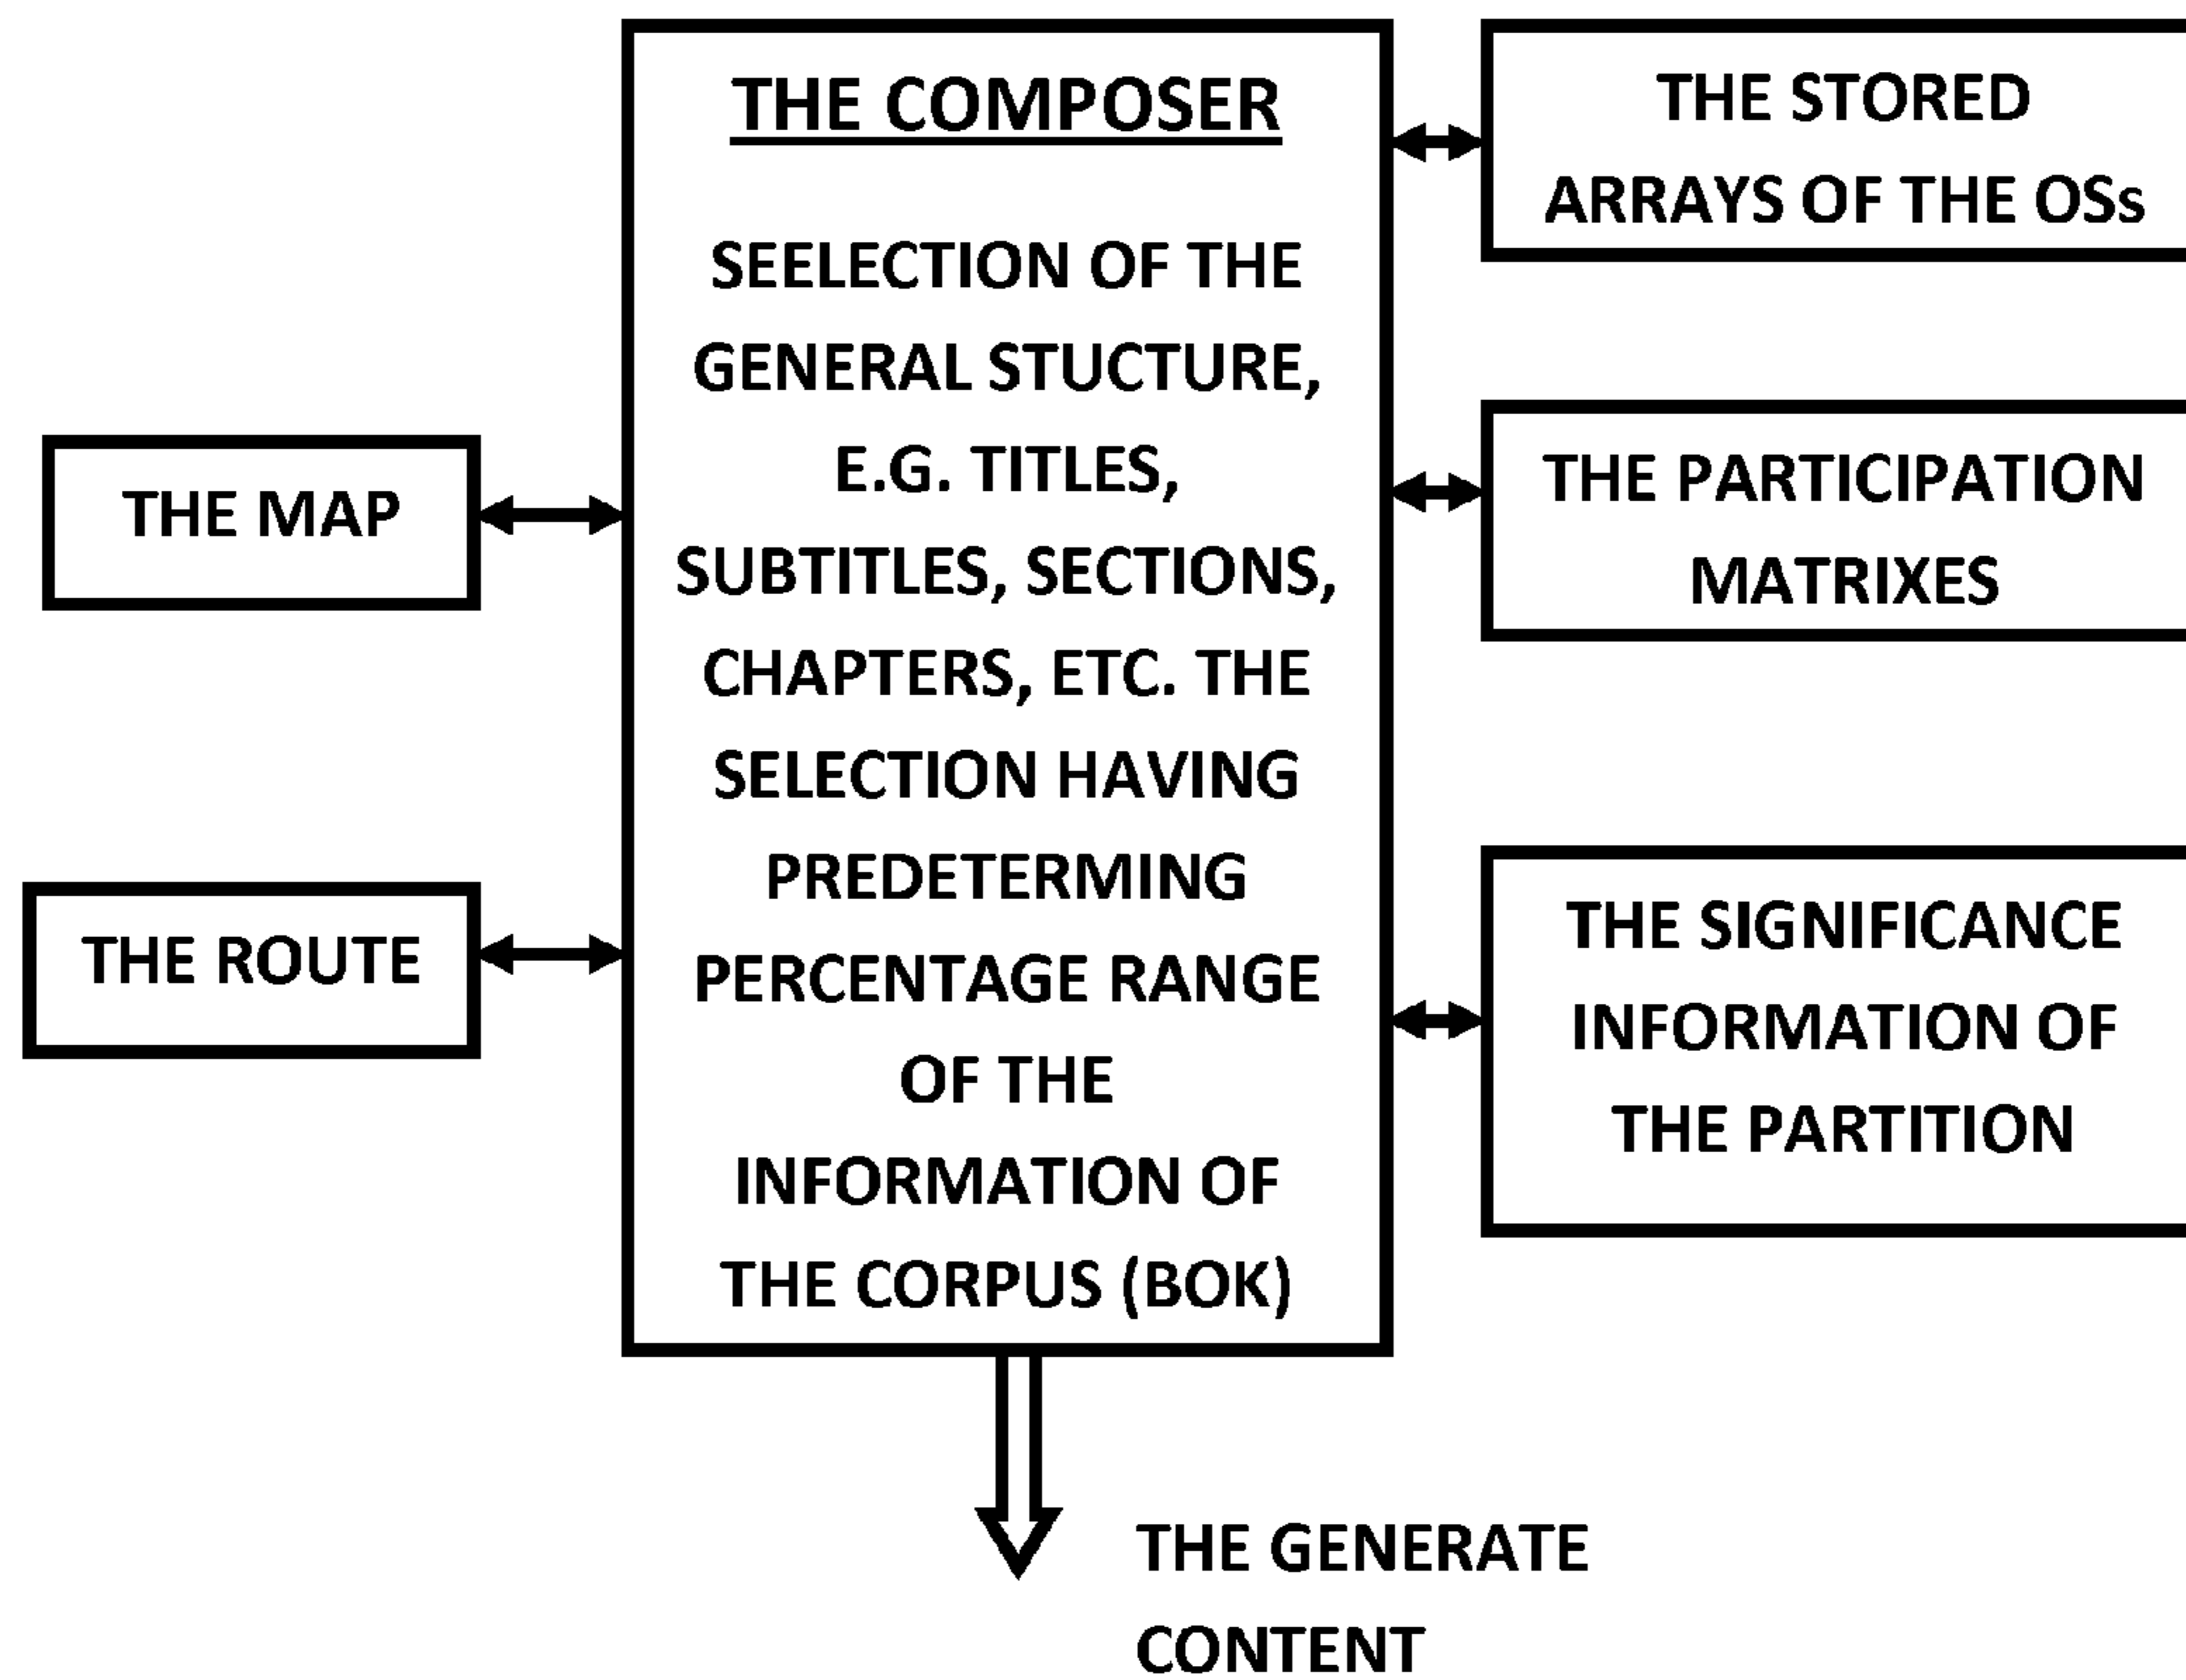 THE COMPOSER
SEELECTION OF THE
GENERAL STUCTURE,
E.G. TITLES,
SUBTITLES, SECTIONS,
CHAPTERS, ETC. THE
SELECTION HAVING
PREDETERMING
PERCENTAGE RANGE
OF THE
INFORMATION OF
THE CORPUS (BOK)
THE MAP
THE ROUTE
THE STORED
ARRAYS OF THE OSs
THE PARTICIPATION
MATRIXES
THE SIGNIFICANCE
INFORMATION OF
THE PARTITION
THE GENERATE
CONTENT